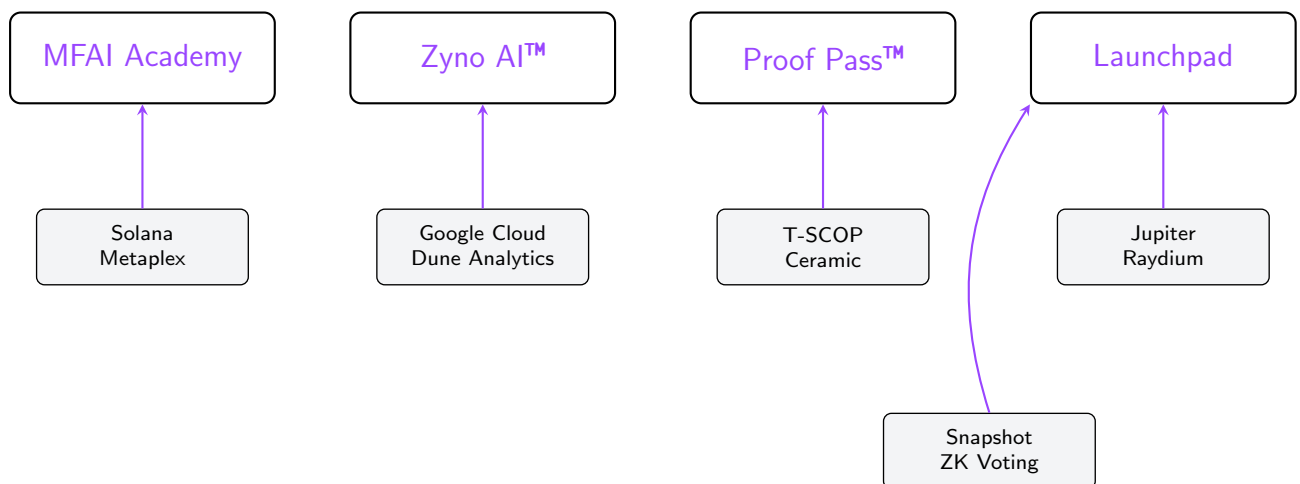 MFAI Academy
Zyno AI™
Proof Pass™
Launchpad
Solana
Metaplex
Google Cloud
Dune Analytics
T-SCOP
Ceramic
Jupiter
Raydium
Snapshot
ZK Voting